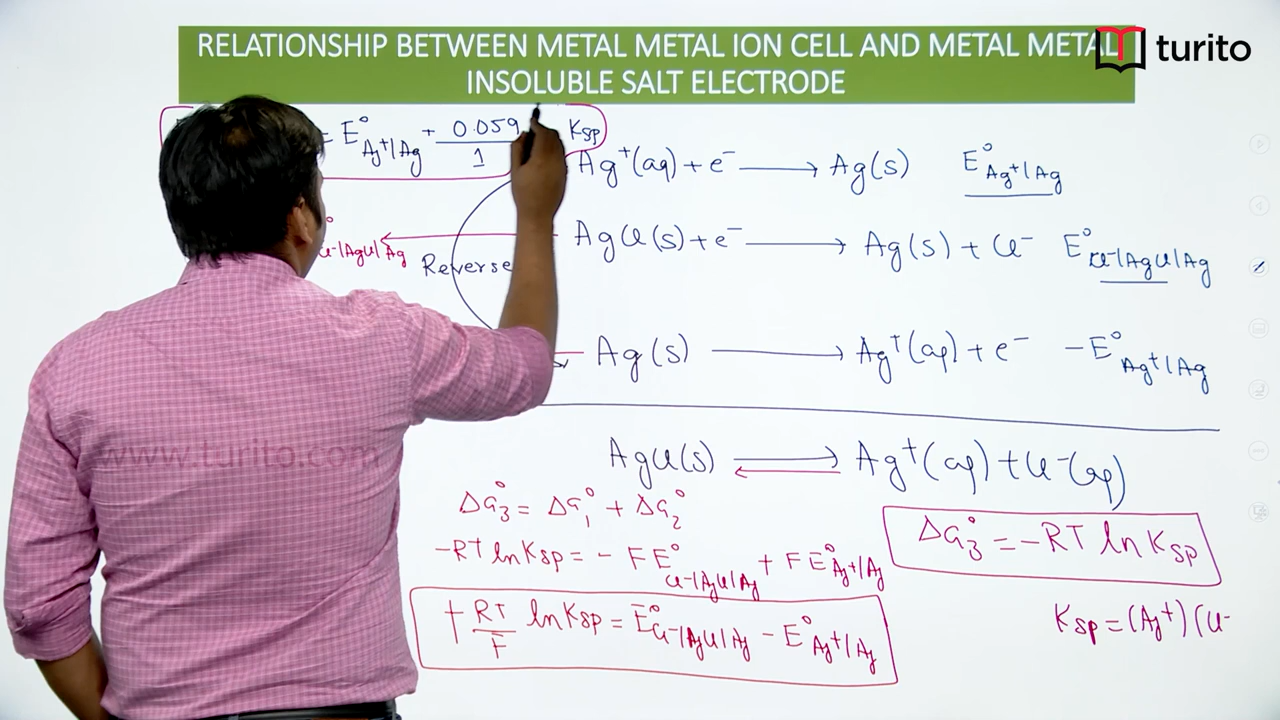 RELATIONSHIP BETWEEN METAL METAL ION CELL AND METAL METAL
INSOLUBLE SALT ELECTRODE
turito
= E°Ag+|Ag + 0.059/1 Ksp
Ag+(aq) + e- → Ag(s) E°Ag+|Ag
AgCl(s) + e- → Ag(s) + Cl- E°Cl-|AgCl|Ag
° Cl-|AgCl|Ag
Reverse
Ag(s) → Ag+(aq) + e- -E°Ag+|Ag
www.turito.com
AgCl(s) ⇌ Ag+(aq) + Cl-(aq)
ΔG°3 = ΔG°1 + ΔG°2
ΔG°3 = -RT ln Ksp
-RT ln Ksp = - FE°Cl-|AgCl|Ag + FE°Ag+|Ag
+ RT/F ln Ksp = E°Cl-|AgCl|Ag - E°Ag+|Ag
Ksp = (Ag+) (Cl-